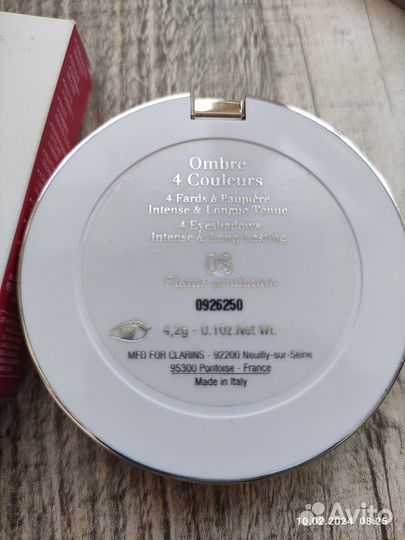 Ombre
4 Couleurs
4 Fards à Paupière
Intense & Longue Tenue
4 Eyeshadows
Intense & Long Lasting
03
Flame gradation
0926250
4,2g - 0.1oz.Net Wt.
MFD FOR CLARINS - 92200 Neuilly-sur-Seine
95300 Pontoise - France
Made in Italy
Avito
10.02.2024 08:25